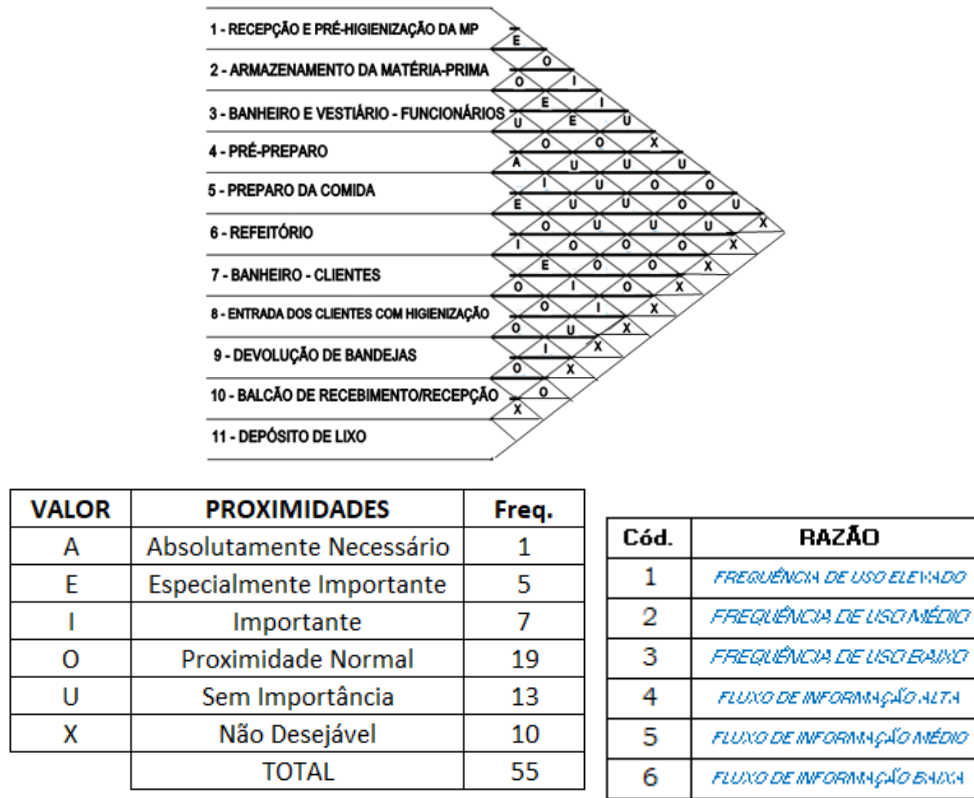 1 - RECEPÇÃO E PRÉ-HIGIENIZAÇÃO DA MP
E
O
2 - ARMAZENAMENTO DA MATÉRIA-PRIMA
O I
E I
3 - BANHEIRO E VESTIÁRIO - FUNCIONÁRIOS
U E U
O O X
4 - PRÉ-PREPARO
A U U U
I U O O
5 - PREPARO DA COMIDA
E U U O U
O U U U X
6 - REFEITÓRIO
I O O O X
E O O X
7 - BANHEIRO - CLIENTES
O I O X
O I X
8 - ENTRADA DOS CLIENTES COM HIGIENIZAÇÃO
O U X
I X
9 - DEVOLUÇÃO DE BANDEJAS
O X
O
10 - BALCÃO DE RECEBIMENTO/RECEPÇÃO
X
11 - DEPÓSITO DE LIXO
VALOR PROXIMIDADES Freq.
A Absolutamente Necessário 1
E Especialmente Importante 5
I Importante 7
O Proximidade Normal 19
U Sem Importância 13
X Não Desejável 10
TOTAL 55
Cód. RAZÃO
1 FREQUÊNCIA DE USO ELEVADO
2 FREQUÊNCIA DE USO MÉDIO
3 FREQUÊNCIA DE USO BAIXO
4 FLUXO DE INFORMAÇÃO ALTA
5 FLUXO DE INFORMAÇÃO MÉDIO
6 FLUXO DE INFORMAÇÃO BAIXA